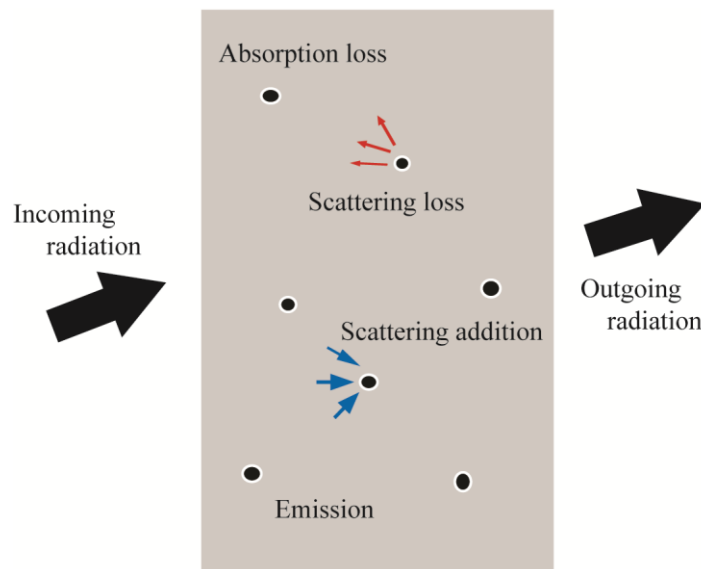 Absorption loss
Scattering loss
Incoming
radiation
Outgoing
radiation
Scattering addition
Emission